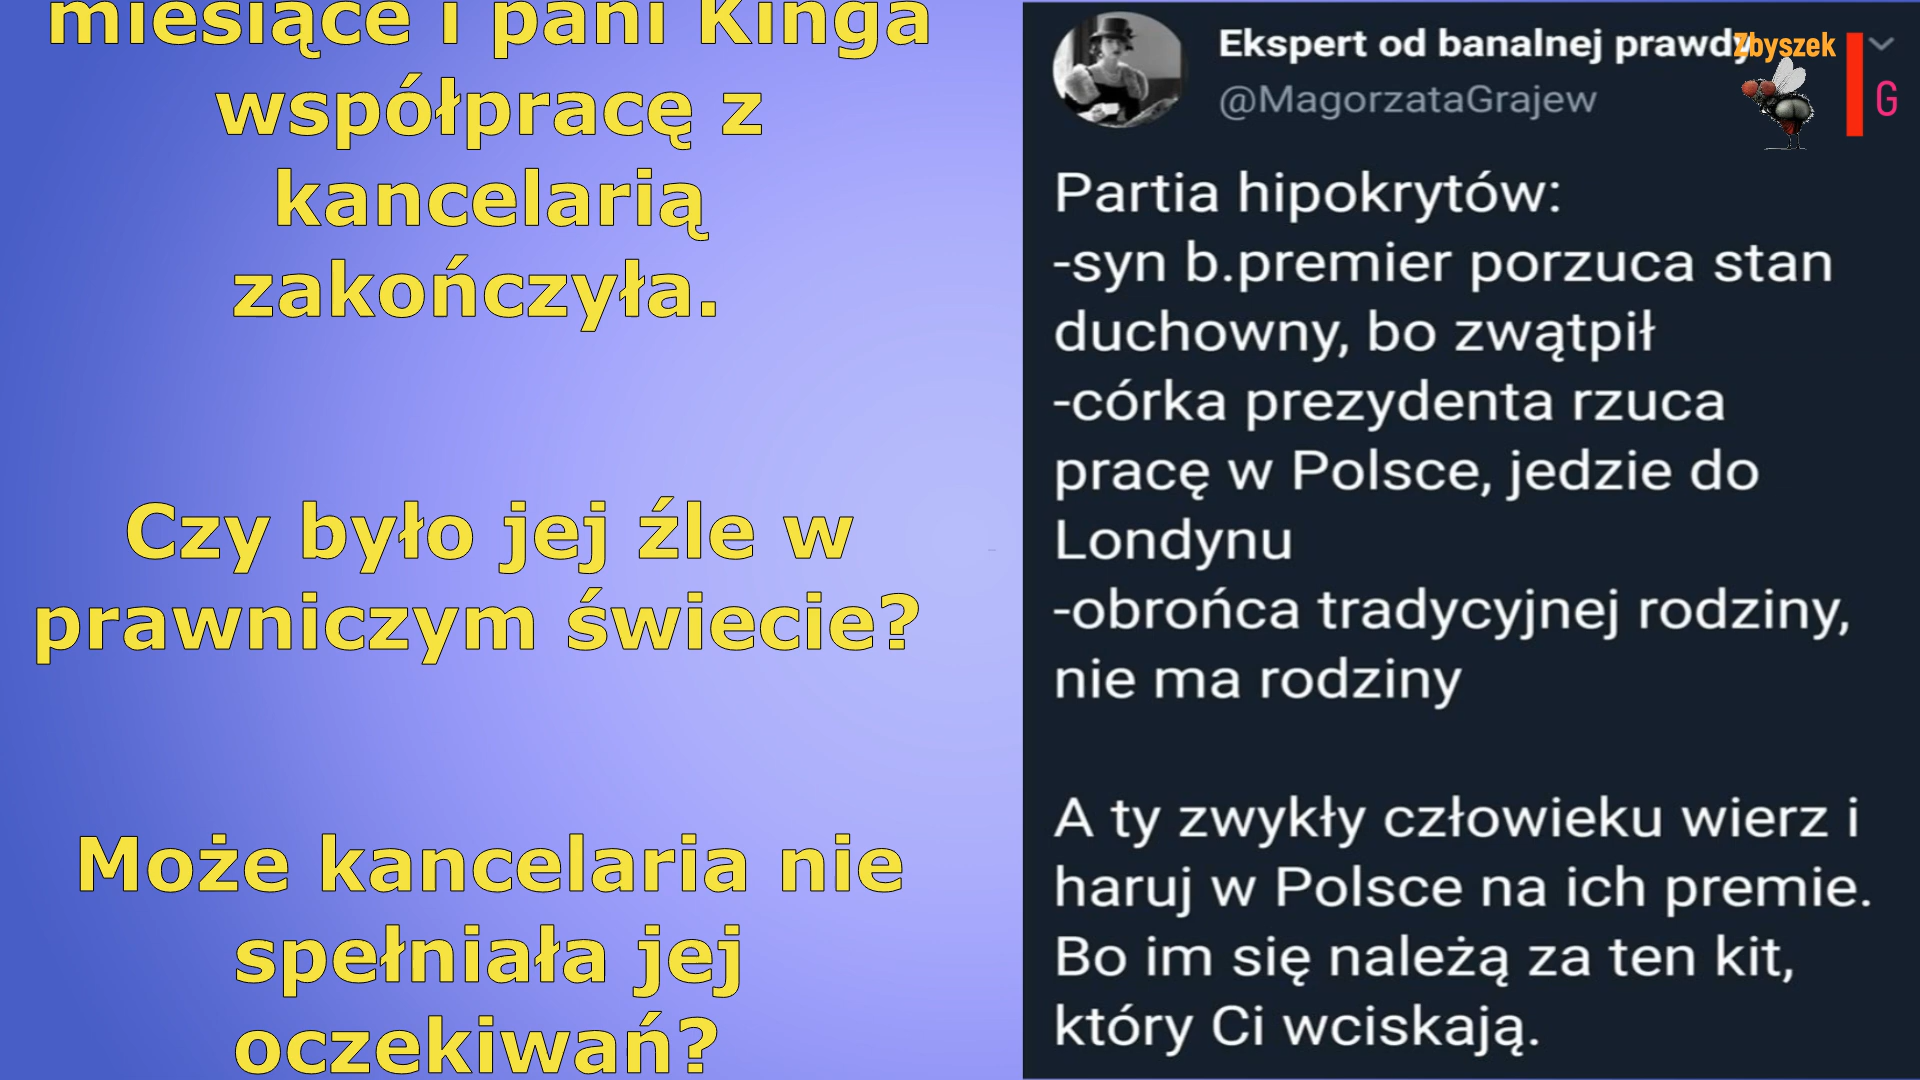 miesiące i pani Kinga
współpracę z
kancelarią
zakończyła.
Czy było jej źle w
prawniczym świecie?
Może kancelaria nie
spełniała jej
oczekiwań?
Ekspert od banalnej prawdy
@MagorzataGrajew
Zbyszek
G
Partia hipokrytów:
-syn b.premier porzuca stan
duchowny, bo zwątpił
-córka prezydenta rzuca
pracę w Polsce, jedzie do
Londynu
-obrońca tradycyjnej rodziny,
nie ma rodziny
A ty zwykły człowieku wierz i
haruj w Polsce na ich premie.
Bo im się należą za ten kit,
który Ci wciskają.